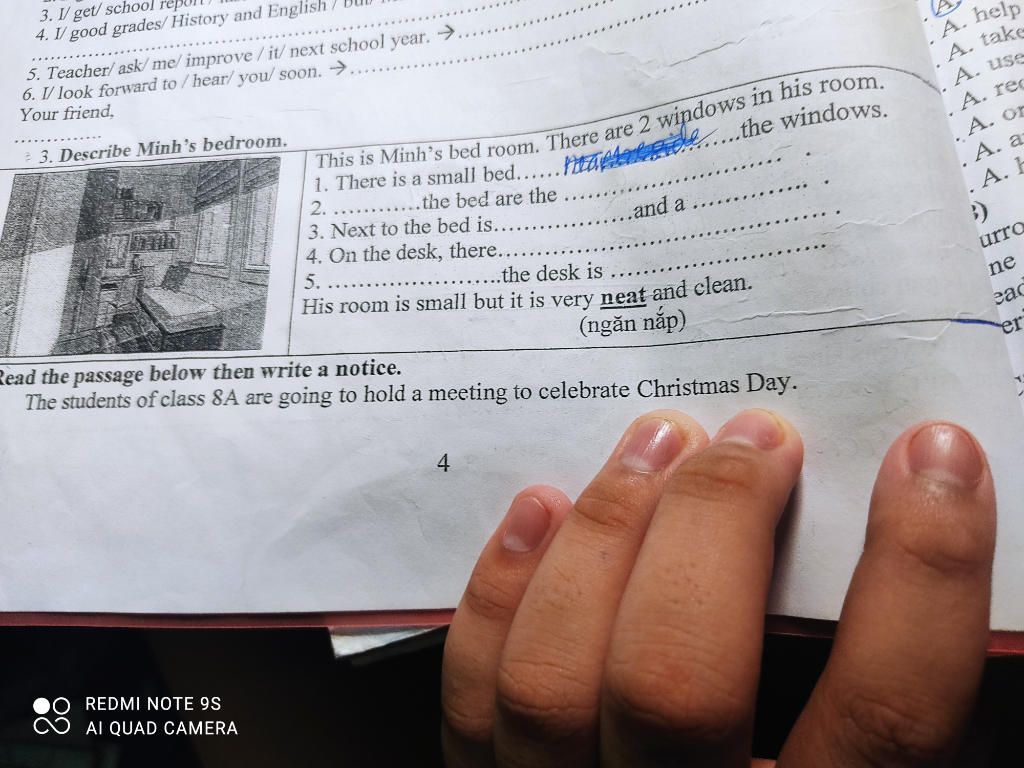 3. I/ get/ school report /
4. I/ good grades/ History and English / but/
5. Teacher/ ask/ me/ improve / it/ next school year. →
6. I/ look forward to / hear/ you/ soon. →
Your friend,
............
3. Describe Minh's bedroom.
This is Minh's bed room. There are 2 windows in his room.
1. There is a small bed...... .....the windows.
2. .............the bed are the ................................... .
3. Next to the bed is....................and a ................. .
4. On the desk, there..................................................... .
5. .........................the desk is .................................
His room is small but it is very neat and clean.
(ngăn nắp)
Read the passage below then write a notice.
The students of class 8A are going to hold a meeting to celebrate Christmas Day.
4
A.
A. help
A. take
A. use
A.
A.
A.
A.
REDMI NOTE 9S
AI QUAD CAMERA